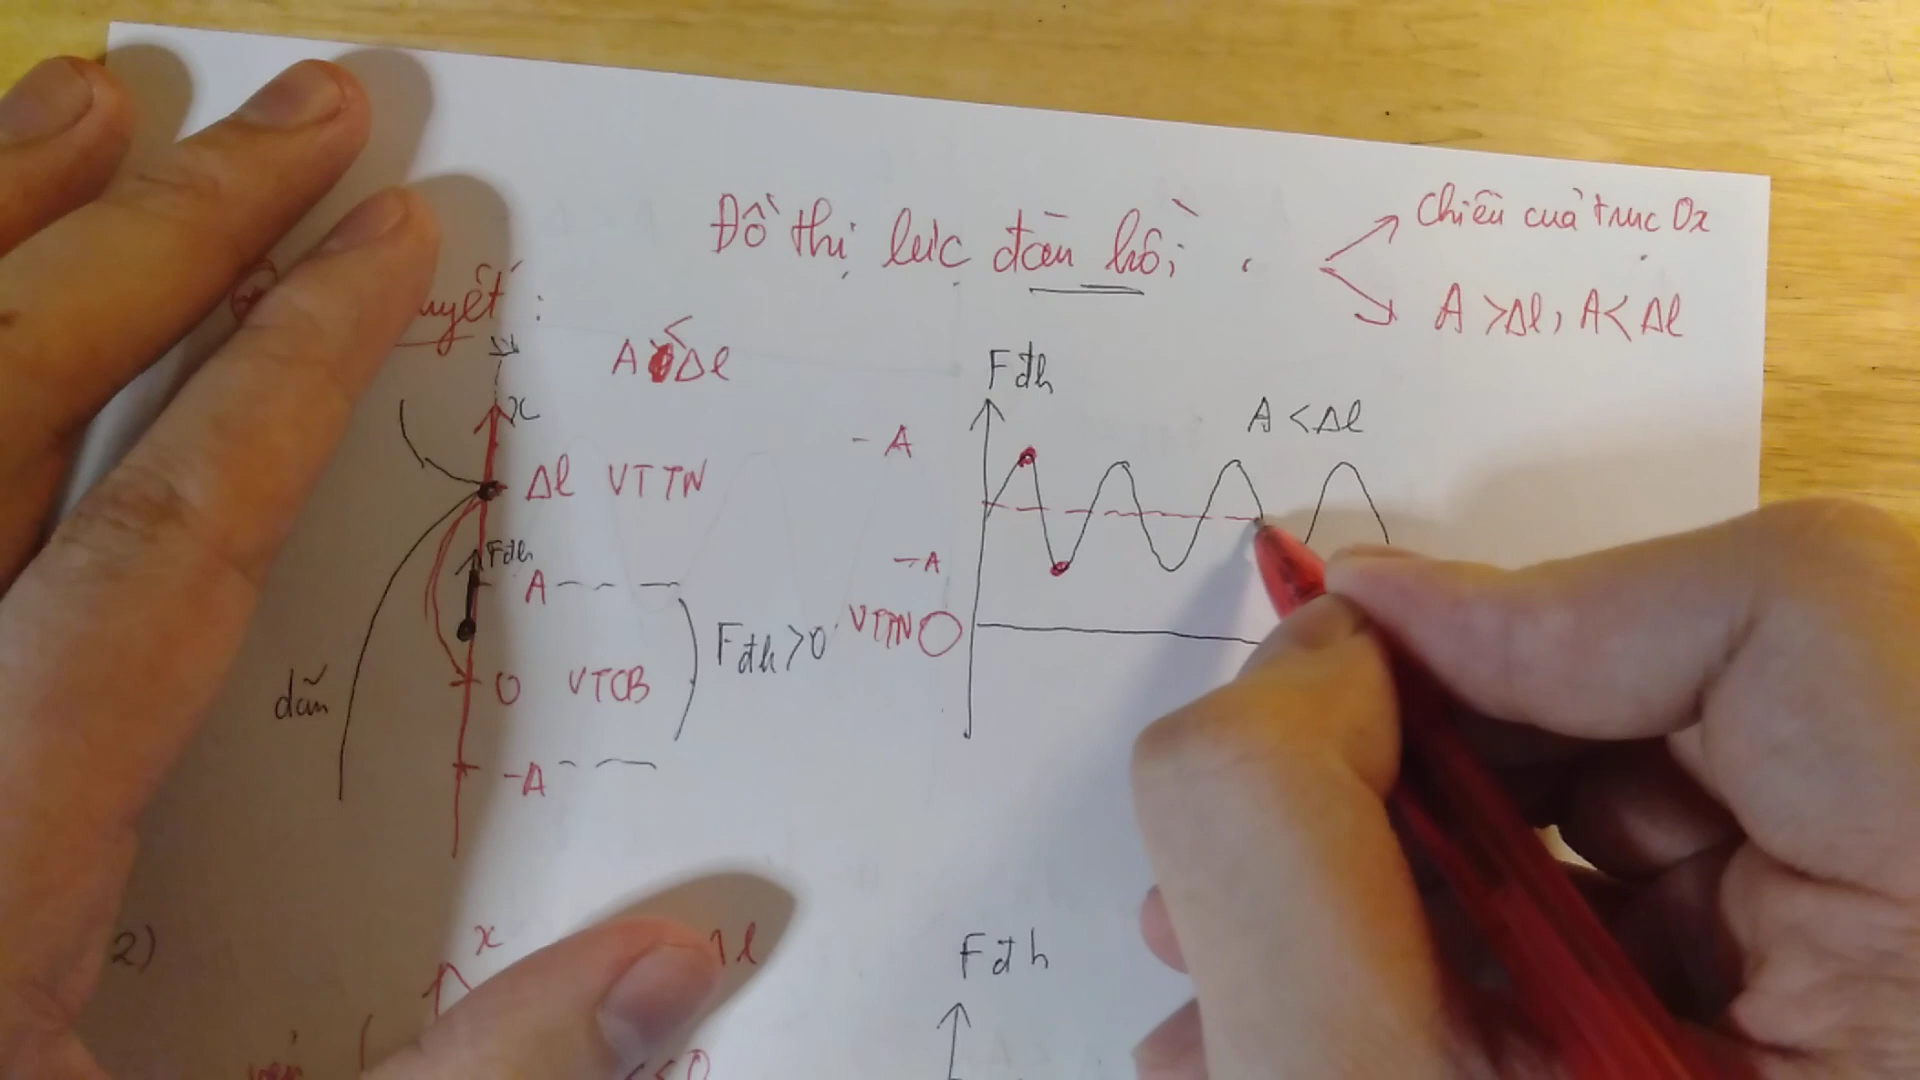 Đồ thị lực đàn hồi.
Chiều của trục Ox
A > Δl, A < Δl
uyết:
A < Δl
x
Δl VTTN
Fđh
A
dãn
O VTCB
-A
Fđh > 0
Fđh
A < Δl
- A
- A
VTTN O
2)
x
Fđh